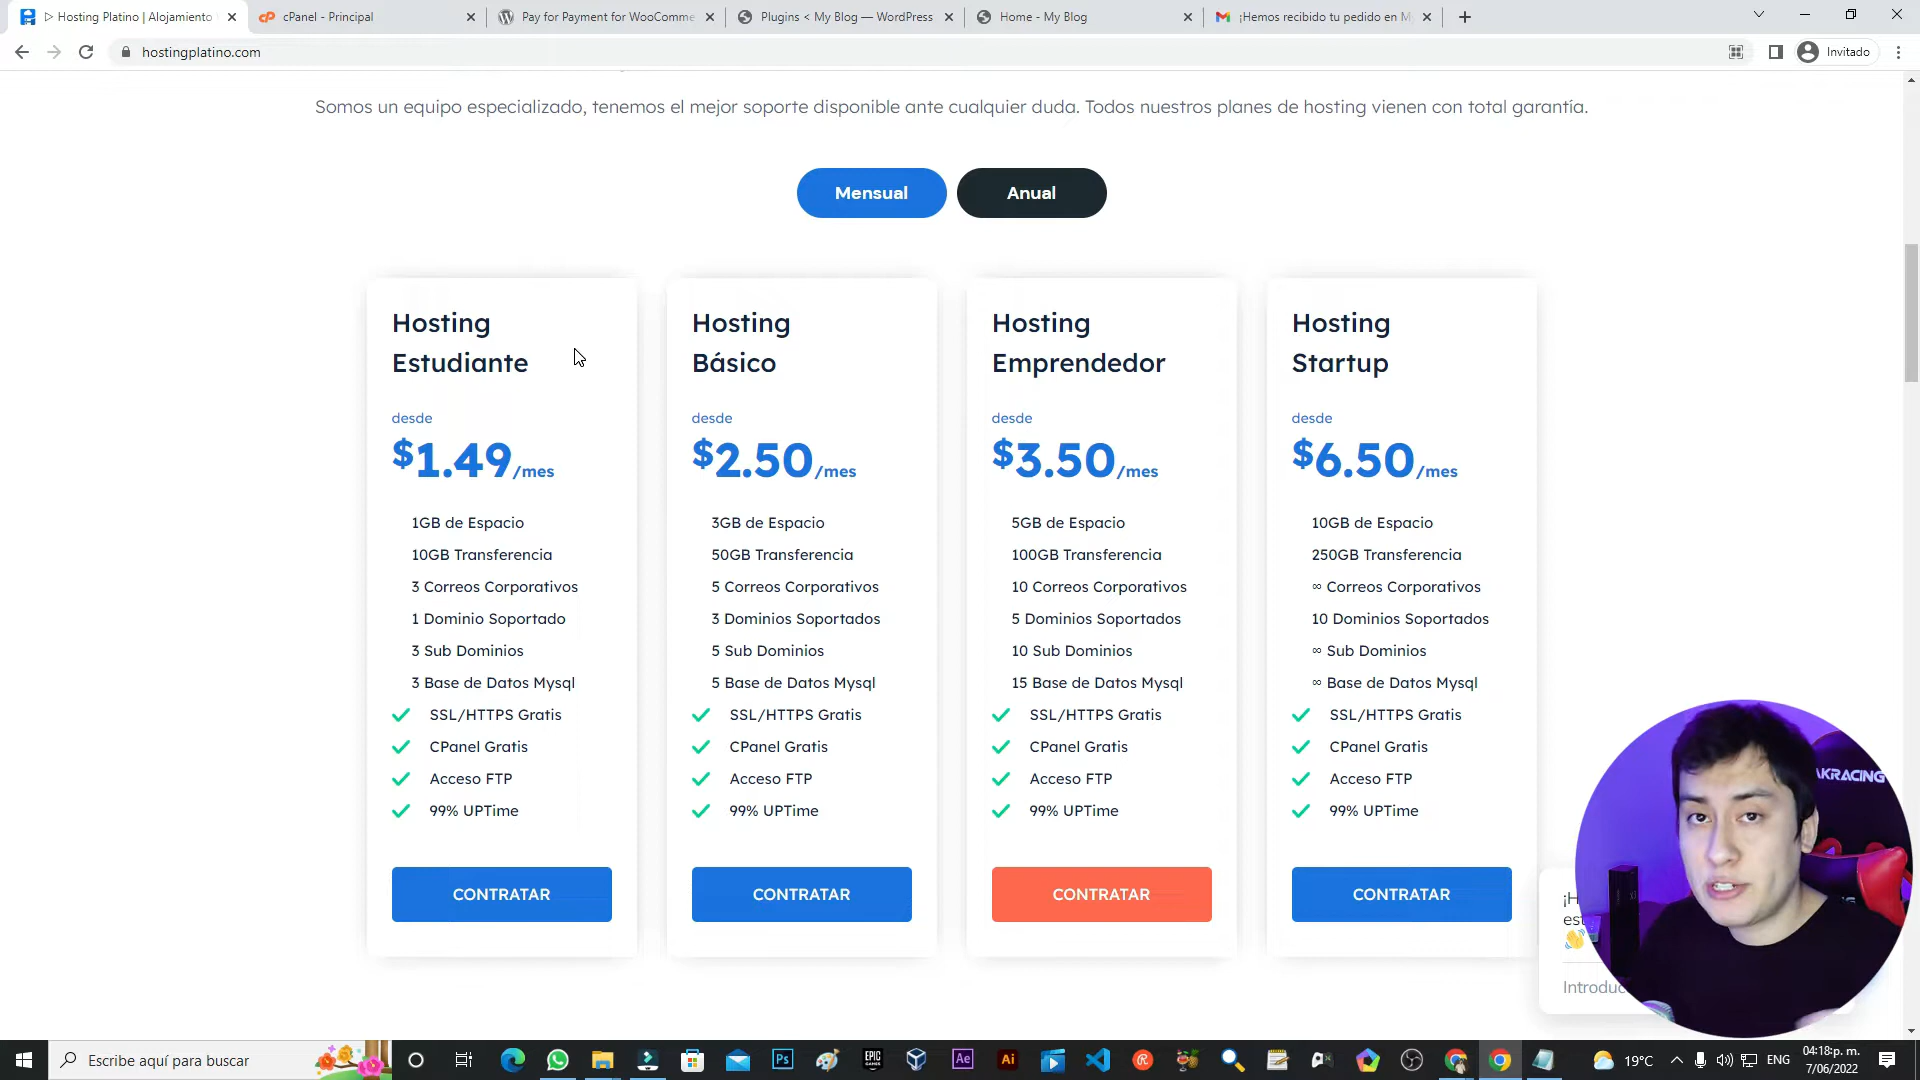 ▷ Hosting Platino | Alojamiento
cPanel - Principal
Pay for Payment for WooComme
Plugins < My Blog — WordPress
Home - My Blog
¡Hemos recibido tu pedido en M
hostingplatino.com
Invitado
Somos un equipo especializado, tenemos el mejor soporte disponible ante cualquier duda. Todos nuestros planes de hosting vienen con total garantía.
Mensual
Anual
Hosting
Estudiante
desde
$1.49/mes
1GB de Espacio
10GB Transferencia
3 Correos Corporativos
1 Dominio Soportado
3 Sub Dominios
3 Base de Datos Mysql
SSL/HTTPS Gratis
CPanel Gratis
Acceso FTP
99% UPTime
CONTRATAR
Hosting
Básico
desde
$2.50/mes
3GB de Espacio
50GB Transferencia
5 Correos Corporativos
3 Dominios Soportados
5 Sub Dominios
5 Base de Datos Mysql
SSL/HTTPS Gratis
CPanel Gratis
Acceso FTP
99% UPTime
CONTRATAR
Hosting
Emprendedor
desde
$3.50/mes
5GB de Espacio
100GB Transferencia
10 Correos Corporativos
5 Dominios Soportados
10 Sub Dominios
15 Base de Datos Mysql
SSL/HTTPS Gratis
CPanel Gratis
Acceso FTP
99% UPTime
CONTRATAR
Hosting
Startup
desde
$6.50/mes
10GB de Espacio
250GB Transferencia
∞ Correos Corporativos
10 Dominios Soportados
∞ Sub Dominios
∞ Base de Datos Mysql
SSL/HTTPS Gratis
CPanel Gratis
Acceso FTP
99% UPTime
CONTRATAR
AKRACING
¡H
est
Introduc
Escribe aquí para buscar
Ps
EPIC
GAMES
Ae
Ai
19°C
ENG
04:18 p. m.
7/06/2022